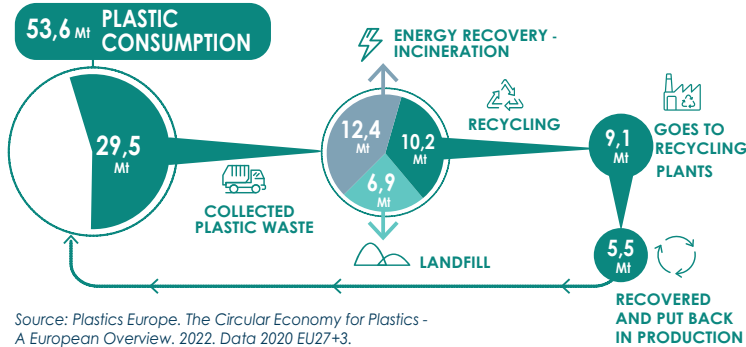 53,6 Mt PLASTIC
CONSUMPTION
29,5
Mt
COLLECTED
PLASTIC WASTE
ENERGY RECOVERY -
INCINERATION
12,4
Mt
10,2
Mt
6,9
Mt
RECYCLING
LANDFILL
9,1
Mt
GOES TO
RECYCLING
PLANTS
5,5
Mt
RECOVERED
AND PUT BACK
IN PRODUCTION
Source: Plastics Europe. The Circular Economy for Plastics -
A European Overview. 2022. Data 2020 EU27+3.